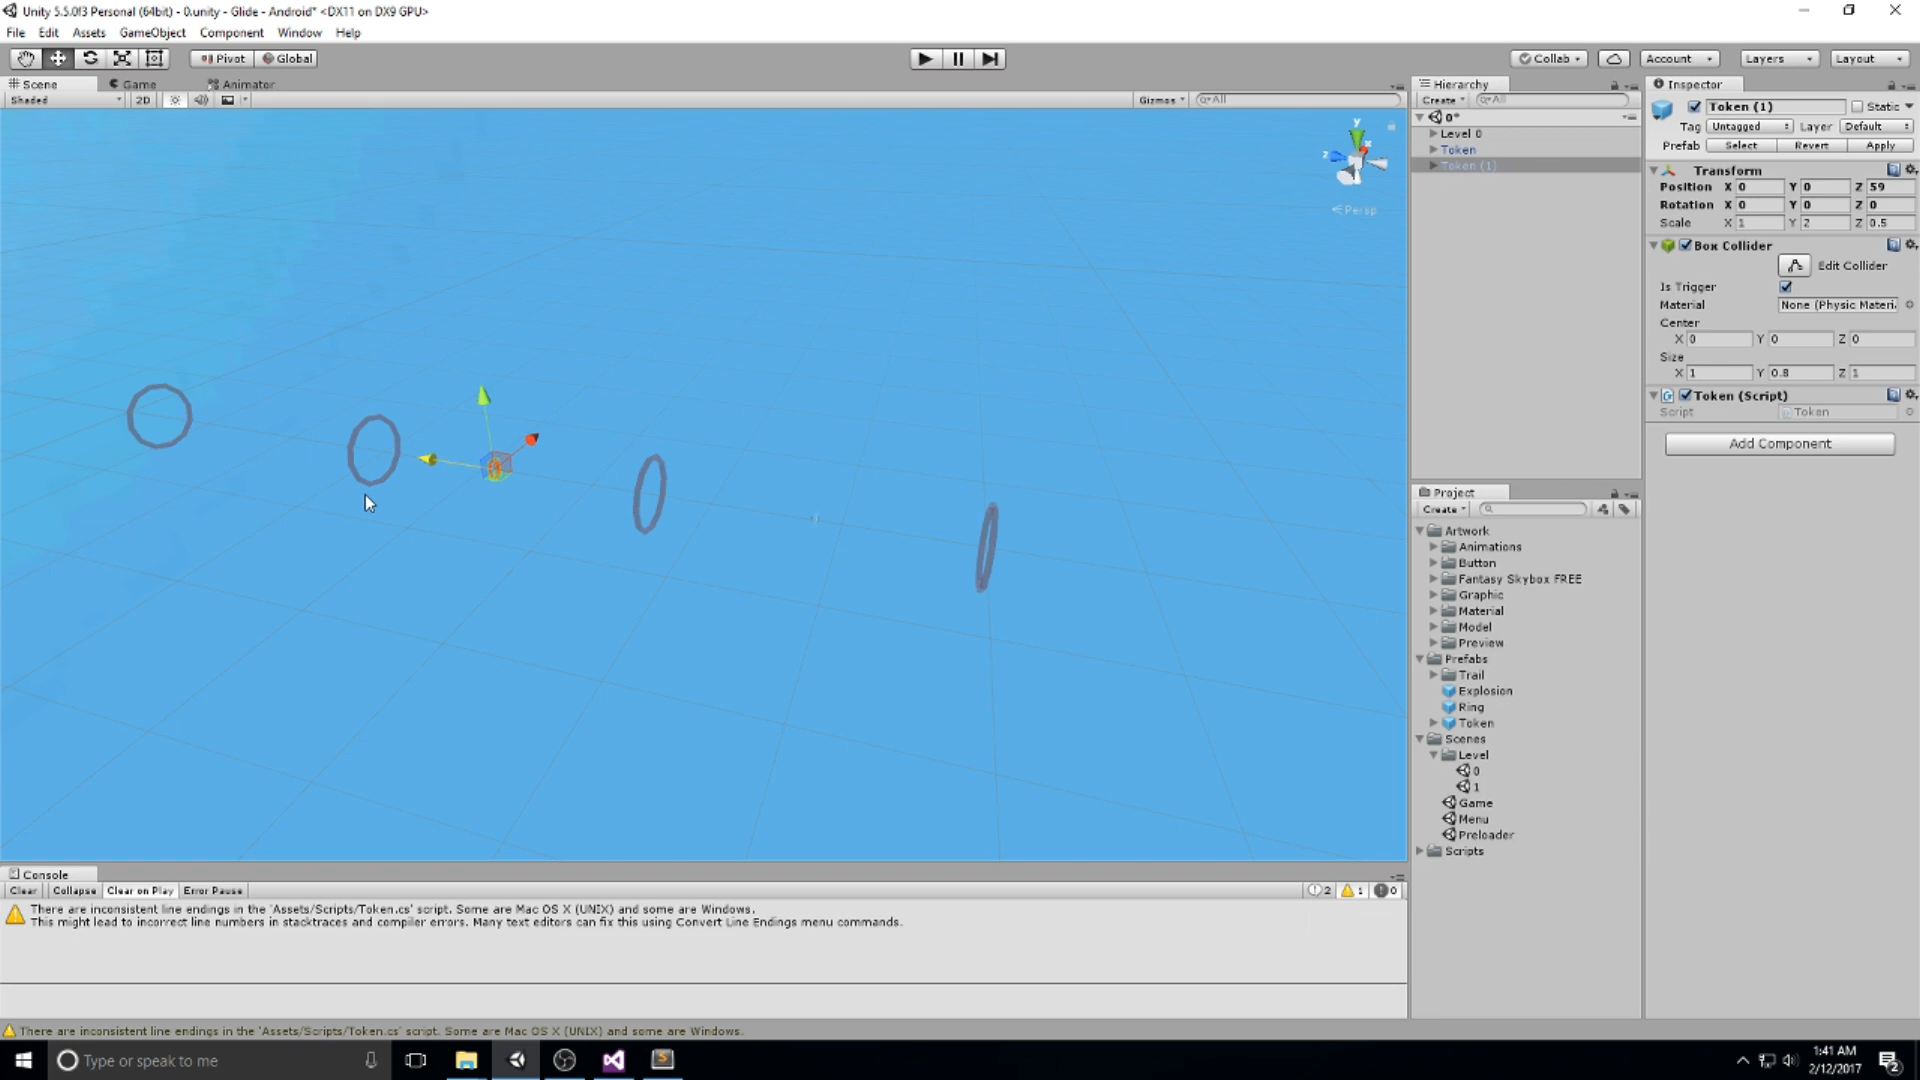 Unity 5.5.0f3 Personal (64bit) - 0.unity - Glide - Android* <DX11 on DX9 GPU>
File Edit Assets GameObject Component Window Help
Pivot Global Collab Account Layers Layout
Scene Game Animator
Shaded 2D Gizmos All
y
x
z
Persp
Hierarchy
Create All
0*
Level 0
Token
Token (1)
Project
Create
Artwork
Animations
Button
Fantasy Skybox FREE
Graphic
Material
Model
Preview
Prefabs
Trail
Explosion
Ring
Token
Scenes
Level
0
1
Game
Menu
Preloader
Scripts
Inspector
Token (1) Static
Tag Untagged Layer Default
Prefab Select Revert Apply
Transform
Position X 0 Y 0 Z 59
Rotation X 0 Y 0 Z 0
Scale X 1 Y 2 Z 0.5
Box Collider
Edit Collider
Is Trigger
Material None (Physic Materi
Center
X 0 Y 0 Z 0
Size
X 1 Y 0.8 Z 1
Token (Script)
Script Token
Add Component
Console
Clear Collapse Clear on Play Error Pause 2 1 0
There are inconsistent line endings in the 'Assets/Scripts/Token.cs' script. Some are Mac OS X (UNIX) and some are Windows.
This might lead to incorrect line numbers in stacktraces and compiler errors. Many text editors can fix this using Convert Line Endings menu commands.
There are inconsistent line endings in the 'Assets/Scripts/Token.cs' script. Some are Mac OS X (UNIX) and some are Windows.
Type or speak to me
1:41 AM
2/12/2017
2